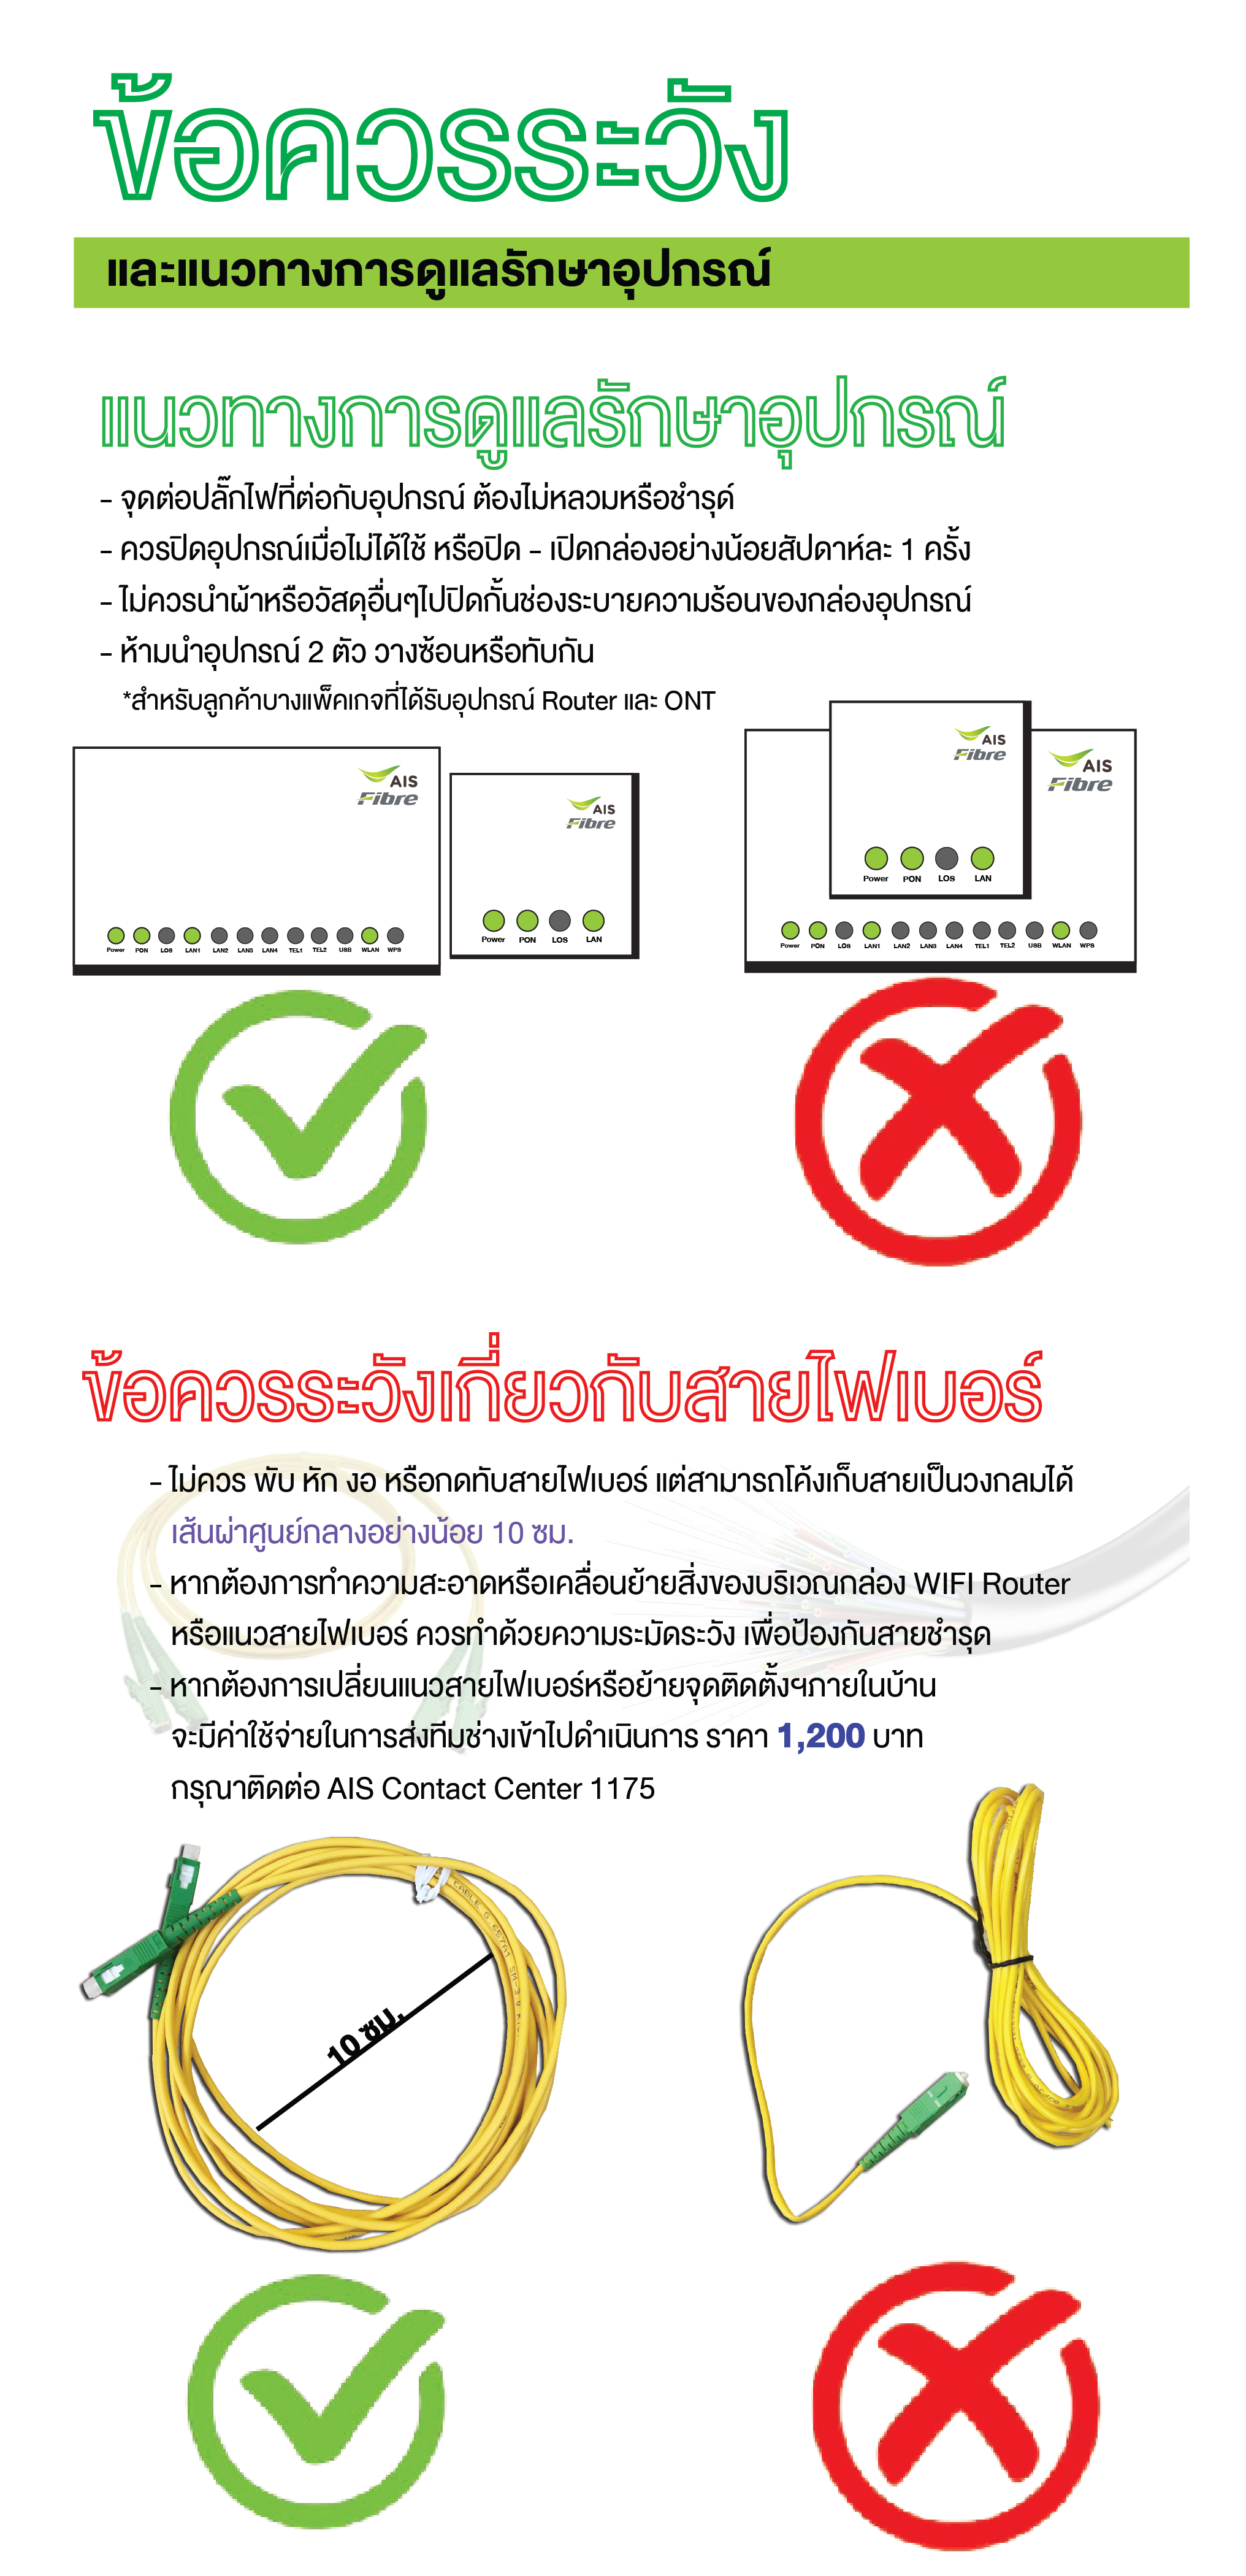 ข้อควรระวัง
และแนวทางการดูแลรักษาอุปกรณ์
แนวทางการดูแลรักษาอุปกรณ์
- จุดต่อปลั๊กไฟที่ต่อกับอุปกรณ์ ต้องไม่หลวมหรือชำรุด์
- ควรปิดอุปกรณ์เมื่อไม่ได้ใช้ หรือปิด - เปิดกล่องอย่างน้อยสัปดาห์ละ 1 ครั้ง
- ไม่ควรนำผ้าหรือวัสดุอื่นๆไปปิดกั้นช่องระบายความร้อนของกล่องอุปกรณ์
- ห้ามนำอุปกรณ์ 2 ตัว วางซ้อนหรือทับกัน
*สำหรับลูกค้าบางแพ็คเกจที่ได้รับอุปกรณ์ Router และ ONT
AIS
Fibre
Power PON LOS LAN1 LAN2 LAN3 LAN4 TEL1 TEL2 USB WLAN WPS
AIS
Fibre
Power PON LOS LAN
AIS
Fibre
Power PON LOS LAN
AIS
Fibre
Power PON LOS LAN1 LAN2 LAN3 LAN4 TEL1 TEL2 USB WLAN WPS
ข้อควรระวังเกี่ยวกับสายไฟเบอร์
- ไม่ควร พับ หัก งอ หรือกดทับสายไฟเบอร์ แต่สามารถโค้งเก็บสายเป็นวงกลมได้
เส้นผ่าศูนย์กลางอย่างน้อย 10 ซม.
- หากต้องการทำความสะอาดหรือเคลื่อนย้ายสิ่งของบริเวณกล่อง WIFI Router
หรือแนวสายไฟเบอร์ ควรทำด้วยความระมัดระวัง เพื่อป้องกันสายชำรุด
- หากต้องการเปลี่ยนแนวสายไฟเบอร์หรือย้ายจุดติดตั้งฯภายในบ้าน
จะมีค่าใช้จ่ายในการส่งทีมช่างเข้าไปดำเนินการ ราคา 1,200 บาท
กรุณาติดต่อ AIS Contact Center 1175
CABLE G 657A1
10 ซม.